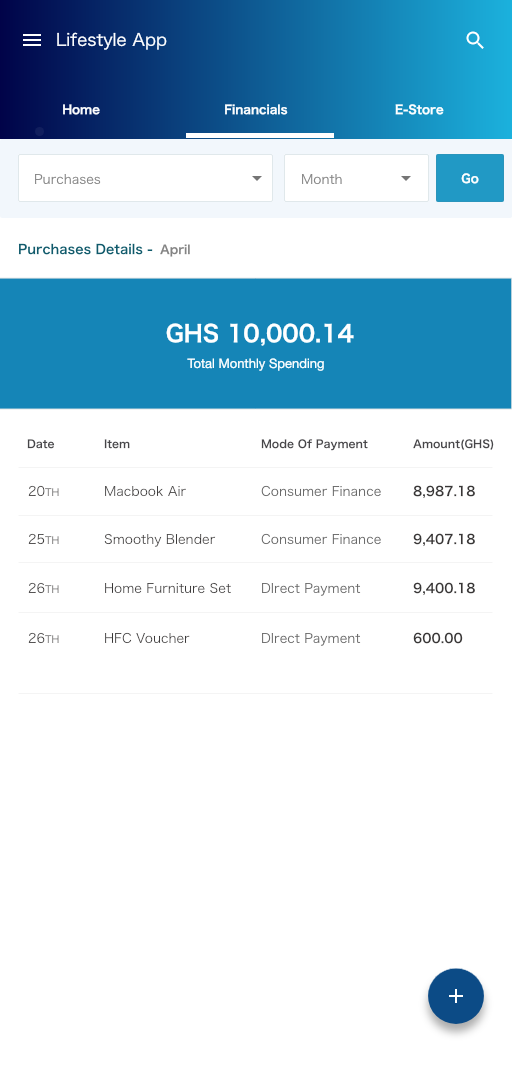 Lifestyle App
Home Financials E-Store
Purchases Month Go
Purchases Details - April
GHS 10,000.14
Total Monthly Spending
Date Item Mode Of Payment Amount(GHS)
20TH Macbook Air Consumer Finance 8,987.18
25TH Smoothy Blender Consumer Finance 9,407.18
26TH Home Furniture Set DIrect Payment 9,400.18
26TH HFC Voucher DIrect Payment 600.00